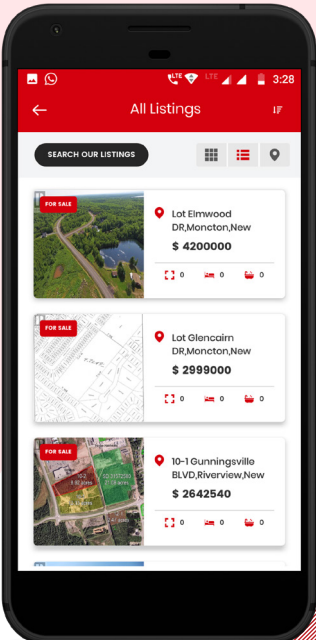 LTE LTE 3:28
All Listings
SEARCH OUR LISTINGS
FOR SALE
Lot Elmwood
DR,Moncton,New
$ 4200000
0 0 0
FOR SALE
Lot Glencairn
DR,Moncton,New
$ 2999000
0 0 0
FOR SALE
10-1 Gunningsville
BLVD,Riverview,New
$ 2642540
0 0 0